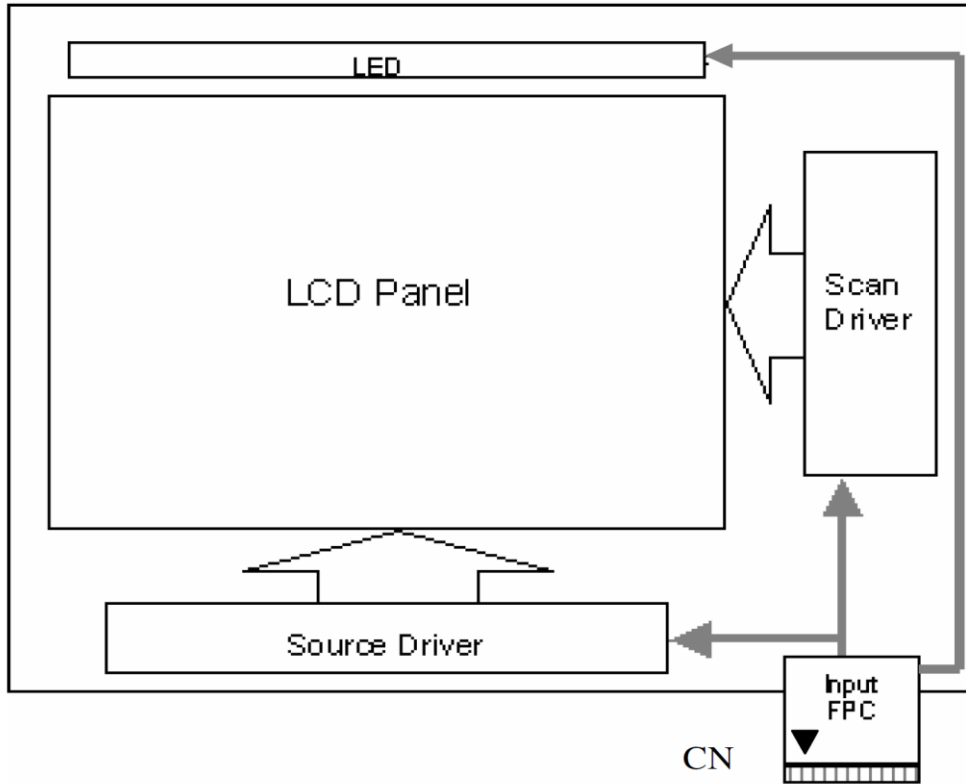 LED
LCD Panel
Scan
Driver
Source Driver
Input
FPC
CN